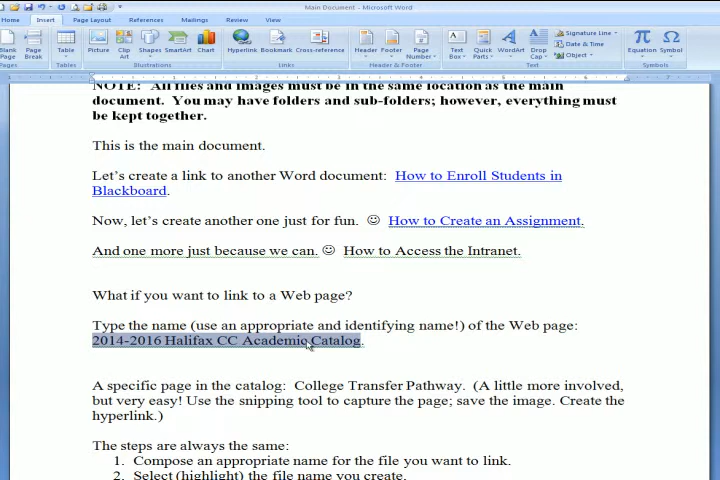 Main Document - Microsoft Word
Home Insert Page Layout References Mailings Review View
Blank Page
Page Break
Table
Picture
Clip Art
Shapes
SmartArt
Chart
Hyperlink
Bookmark
Cross-reference
Header
Footer
Page Number
Text Box
Quick Parts
WordArt
Drop Cap
Signature Line
Date & Time
Object
Equation
Symbol
Pages Tables Illustrations Links Header & Footer Text Symbols
NOTE: All files and images must be in the same location as the main
document. You may have folders and sub-folders; however, everything must
be kept together.
This is the main document.
Let's create a link to another Word document: How to Enroll Students in
Blackboard.
Now, let's create another one just for fun. ☺ How to Create an Assignment.
And one more just because we can. ☺ How to Access the Intranet.
What if you want to link to a Web page?
Type the name (use an appropriate and identifying name!) of the Web page:
2014-2016 Halifax CC Academic Catalog.
A specific page in the catalog: College Transfer Pathway. (A little more involved,
but very easy! Use the snipping tool to capture the page; save the image. Create the
hyperlink.)
The steps are always the same:
1. Compose an appropriate name for the file you want to link.
2. Select (highlight) the file name you create.